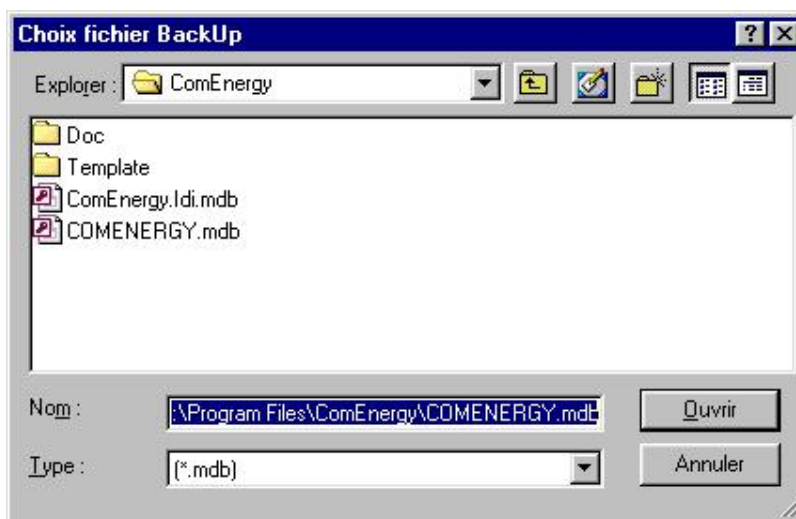 Choix fichier BackUp
Explorer : ComEnergy
Doc
Template
ComEnergy.ldi.mdb
COMENERGY.mdb
Nom : :\Program Files\ComEnergy\COMENERGY.mdb Ouvrir
Type : (*.mdb) Annuler